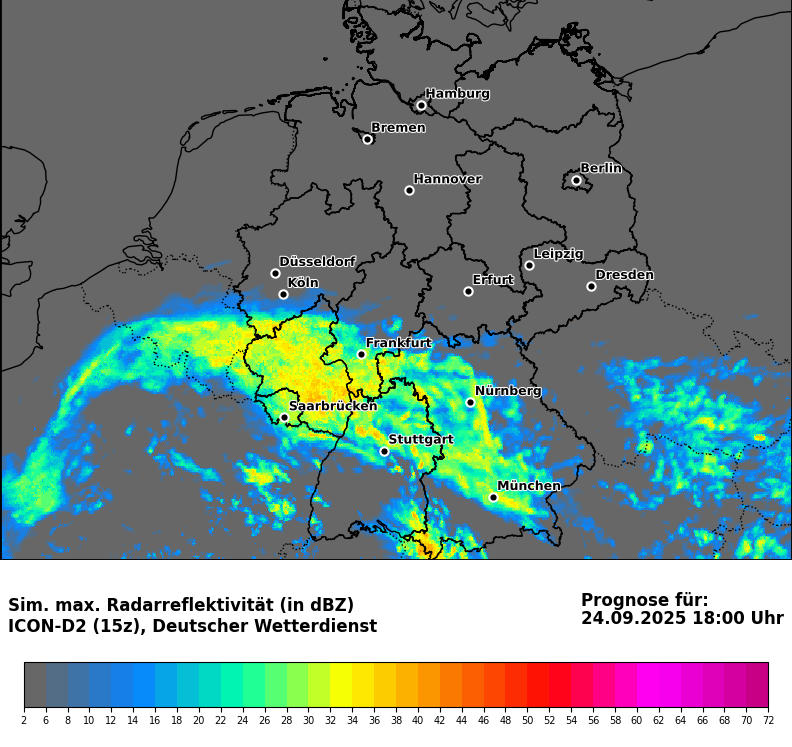 Hamburg
Bremen
Berlin
Hannover
Leipzig
Düsseldorf
Dresden
Köln
Erfurt
Frankfurt
Nürnberg
Saarbrücken
Stuttgart
München
Sim. max. Radarreflektivität (in dBZ)
ICON-D2 (15z), Deutscher Wetterdienst
Prognose für:
24.09.2025 18:00 Uhr
2 6 8 10 12 14 16 18 20 22 24 26 28 30 32 34 36 38 40 42 44 46 48 50 52 54 56 58 60 62 64 66 68 70 72